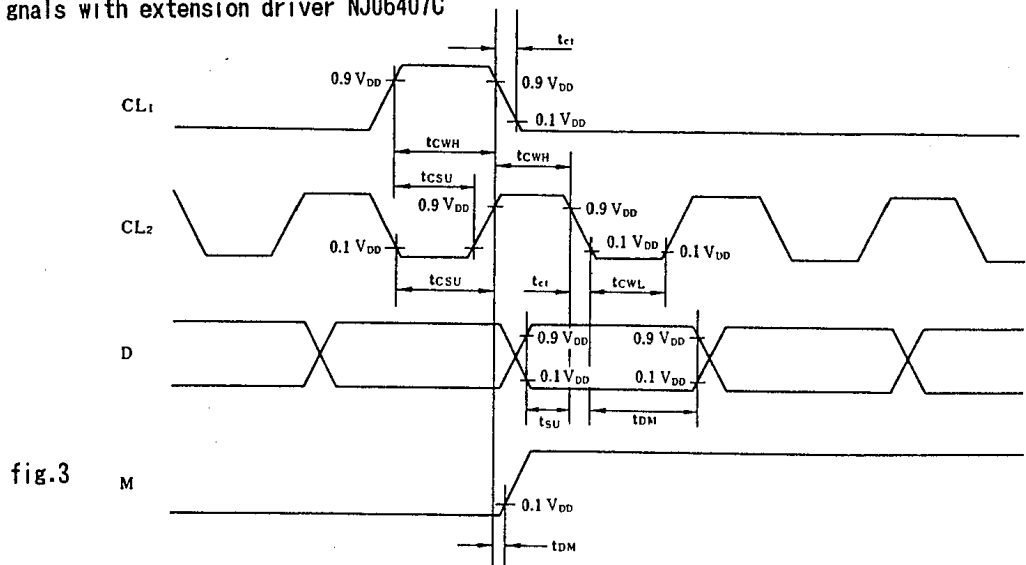 gnals with extension driver NJU6407C
tct
0.9 VDD
0.9 VDD
CL1
0.1 VDD
tCWH
tCWH
tCSU
0.9 VDD
0.9 VDD
CL2
0.1 VDD
0.1 VDD
0.1 VDD
tCSU
tct
tCWL
D
0.9 VDD
0.9 VDD
0.1 VDD
0.1 VDD
tSU
tDM
fig.3
M
0.1 VDD
tDM